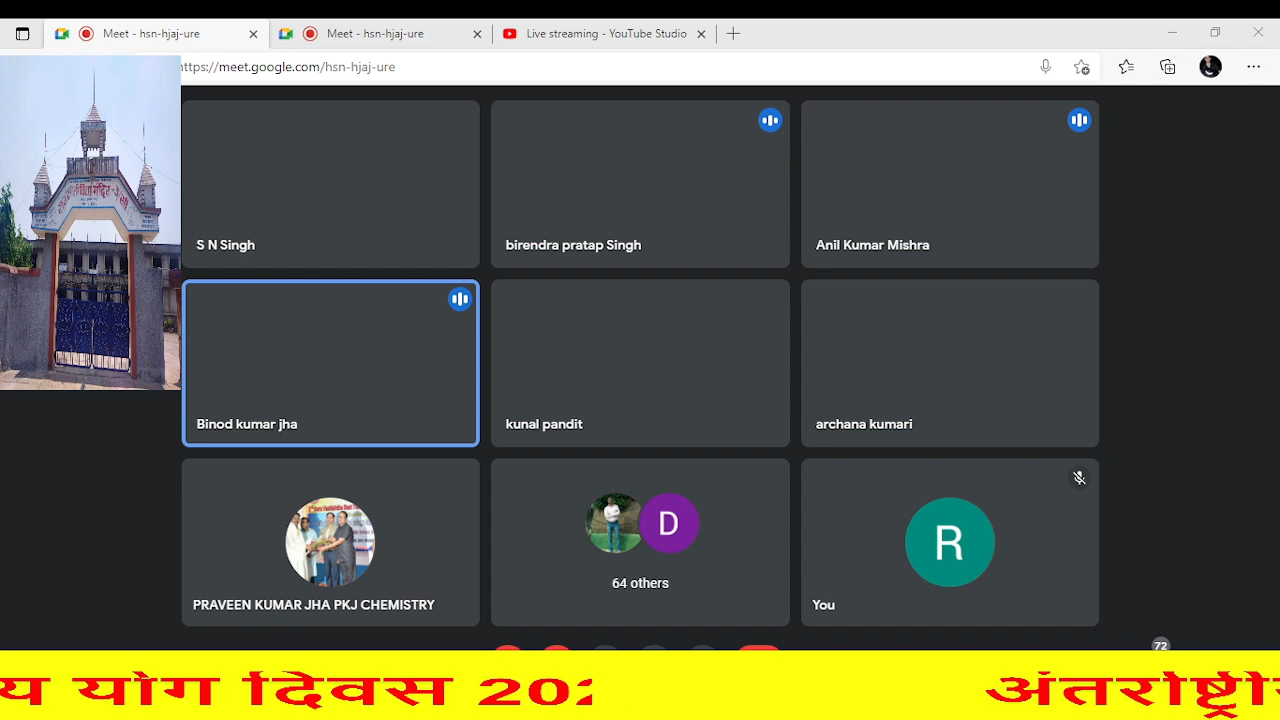 Meet - hsn-hjaj-ure
Meet - hsn-hjaj-ure
Live streaming - YouTube Studio
ttps://meet.google.com/hsn-hjaj-ure
S N Singh
birendra pratap Singh
Anil Kumar Mishra
Binod kumar jha
kunal pandit
archana kumari
PRAVEEN KUMAR JHA PKJ CHEMISTRY
D
64 others
R
You
72
य योग दिवस 202
अंतर्राष्ट्रीय